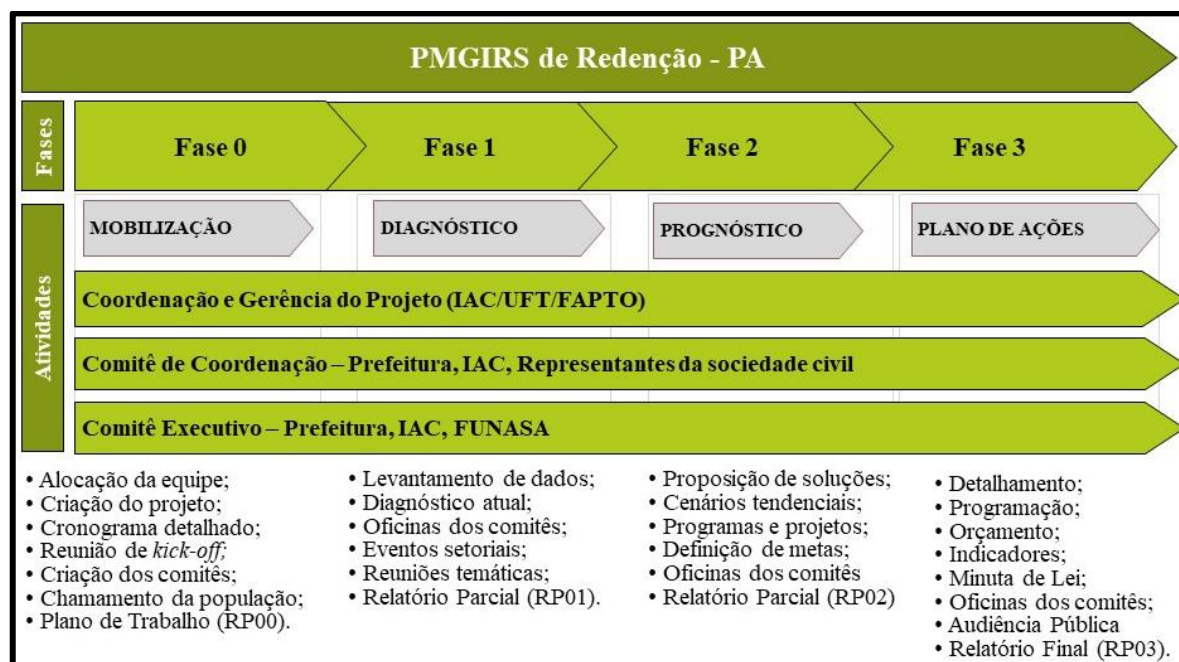 PMGIRS de Redenção - PA
Fases
Fase 0
Fase 1
Fase 2
Fase 3
Atividades
MOBILIZAÇÃO
DIAGNÓSTICO
PROGNÓSTICO
PLANO DE AÇÕES
Coordenação e Gerência do Projeto (IAC/UFT/FAPTO)
Comitê de Coordenação – Prefeitura, IAC, Representantes da sociedade civil
Comitê Executivo – Prefeitura, IAC, FUNASA
• Alocação da equipe;
• Criação do projeto;
• Cronograma detalhado;
• Reunião de kick-off;
• Criação dos comitês;
• Chamamento da população;
• Plano de Trabalho (RP00).
• Levantamento de dados;
• Diagnóstico atual;
• Oficinas dos comitês;
• Eventos setoriais;
• Reuniões temáticas;
• Relatório Parcial (RP01).
• Proposição de soluções;
• Cenários tendenciais;
• Programas e projetos;
• Definição de metas;
• Oficinas dos comitês
• Relatório Parcial (RP02)
• Detalhamento;
• Programação;
• Orçamento;
• Indicadores;
• Minuta de Lei;
• Oficinas dos comitês;
• Audiência Pública
• Relatório Final (RP03).